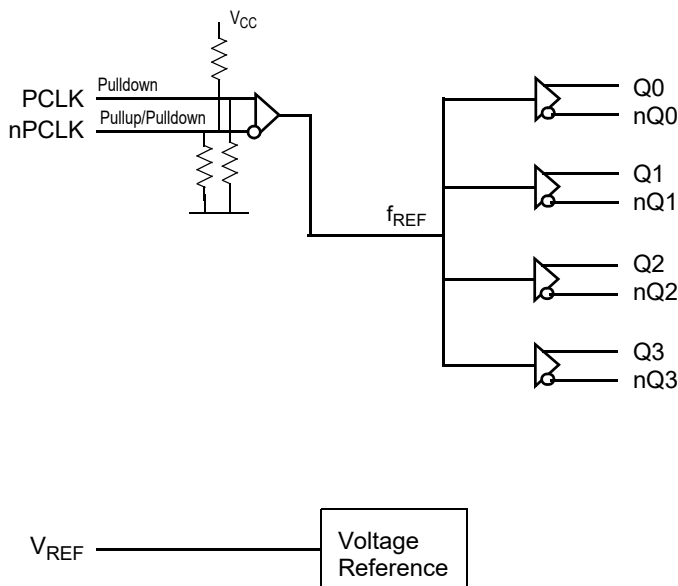 VCC
Pulldown
PCLK
Pullup/Pulldown
nPCLK
fREF
Q0
nQ0
Q1
nQ1
Q2
nQ2
Q3
nQ3
VREF
Voltage
Reference